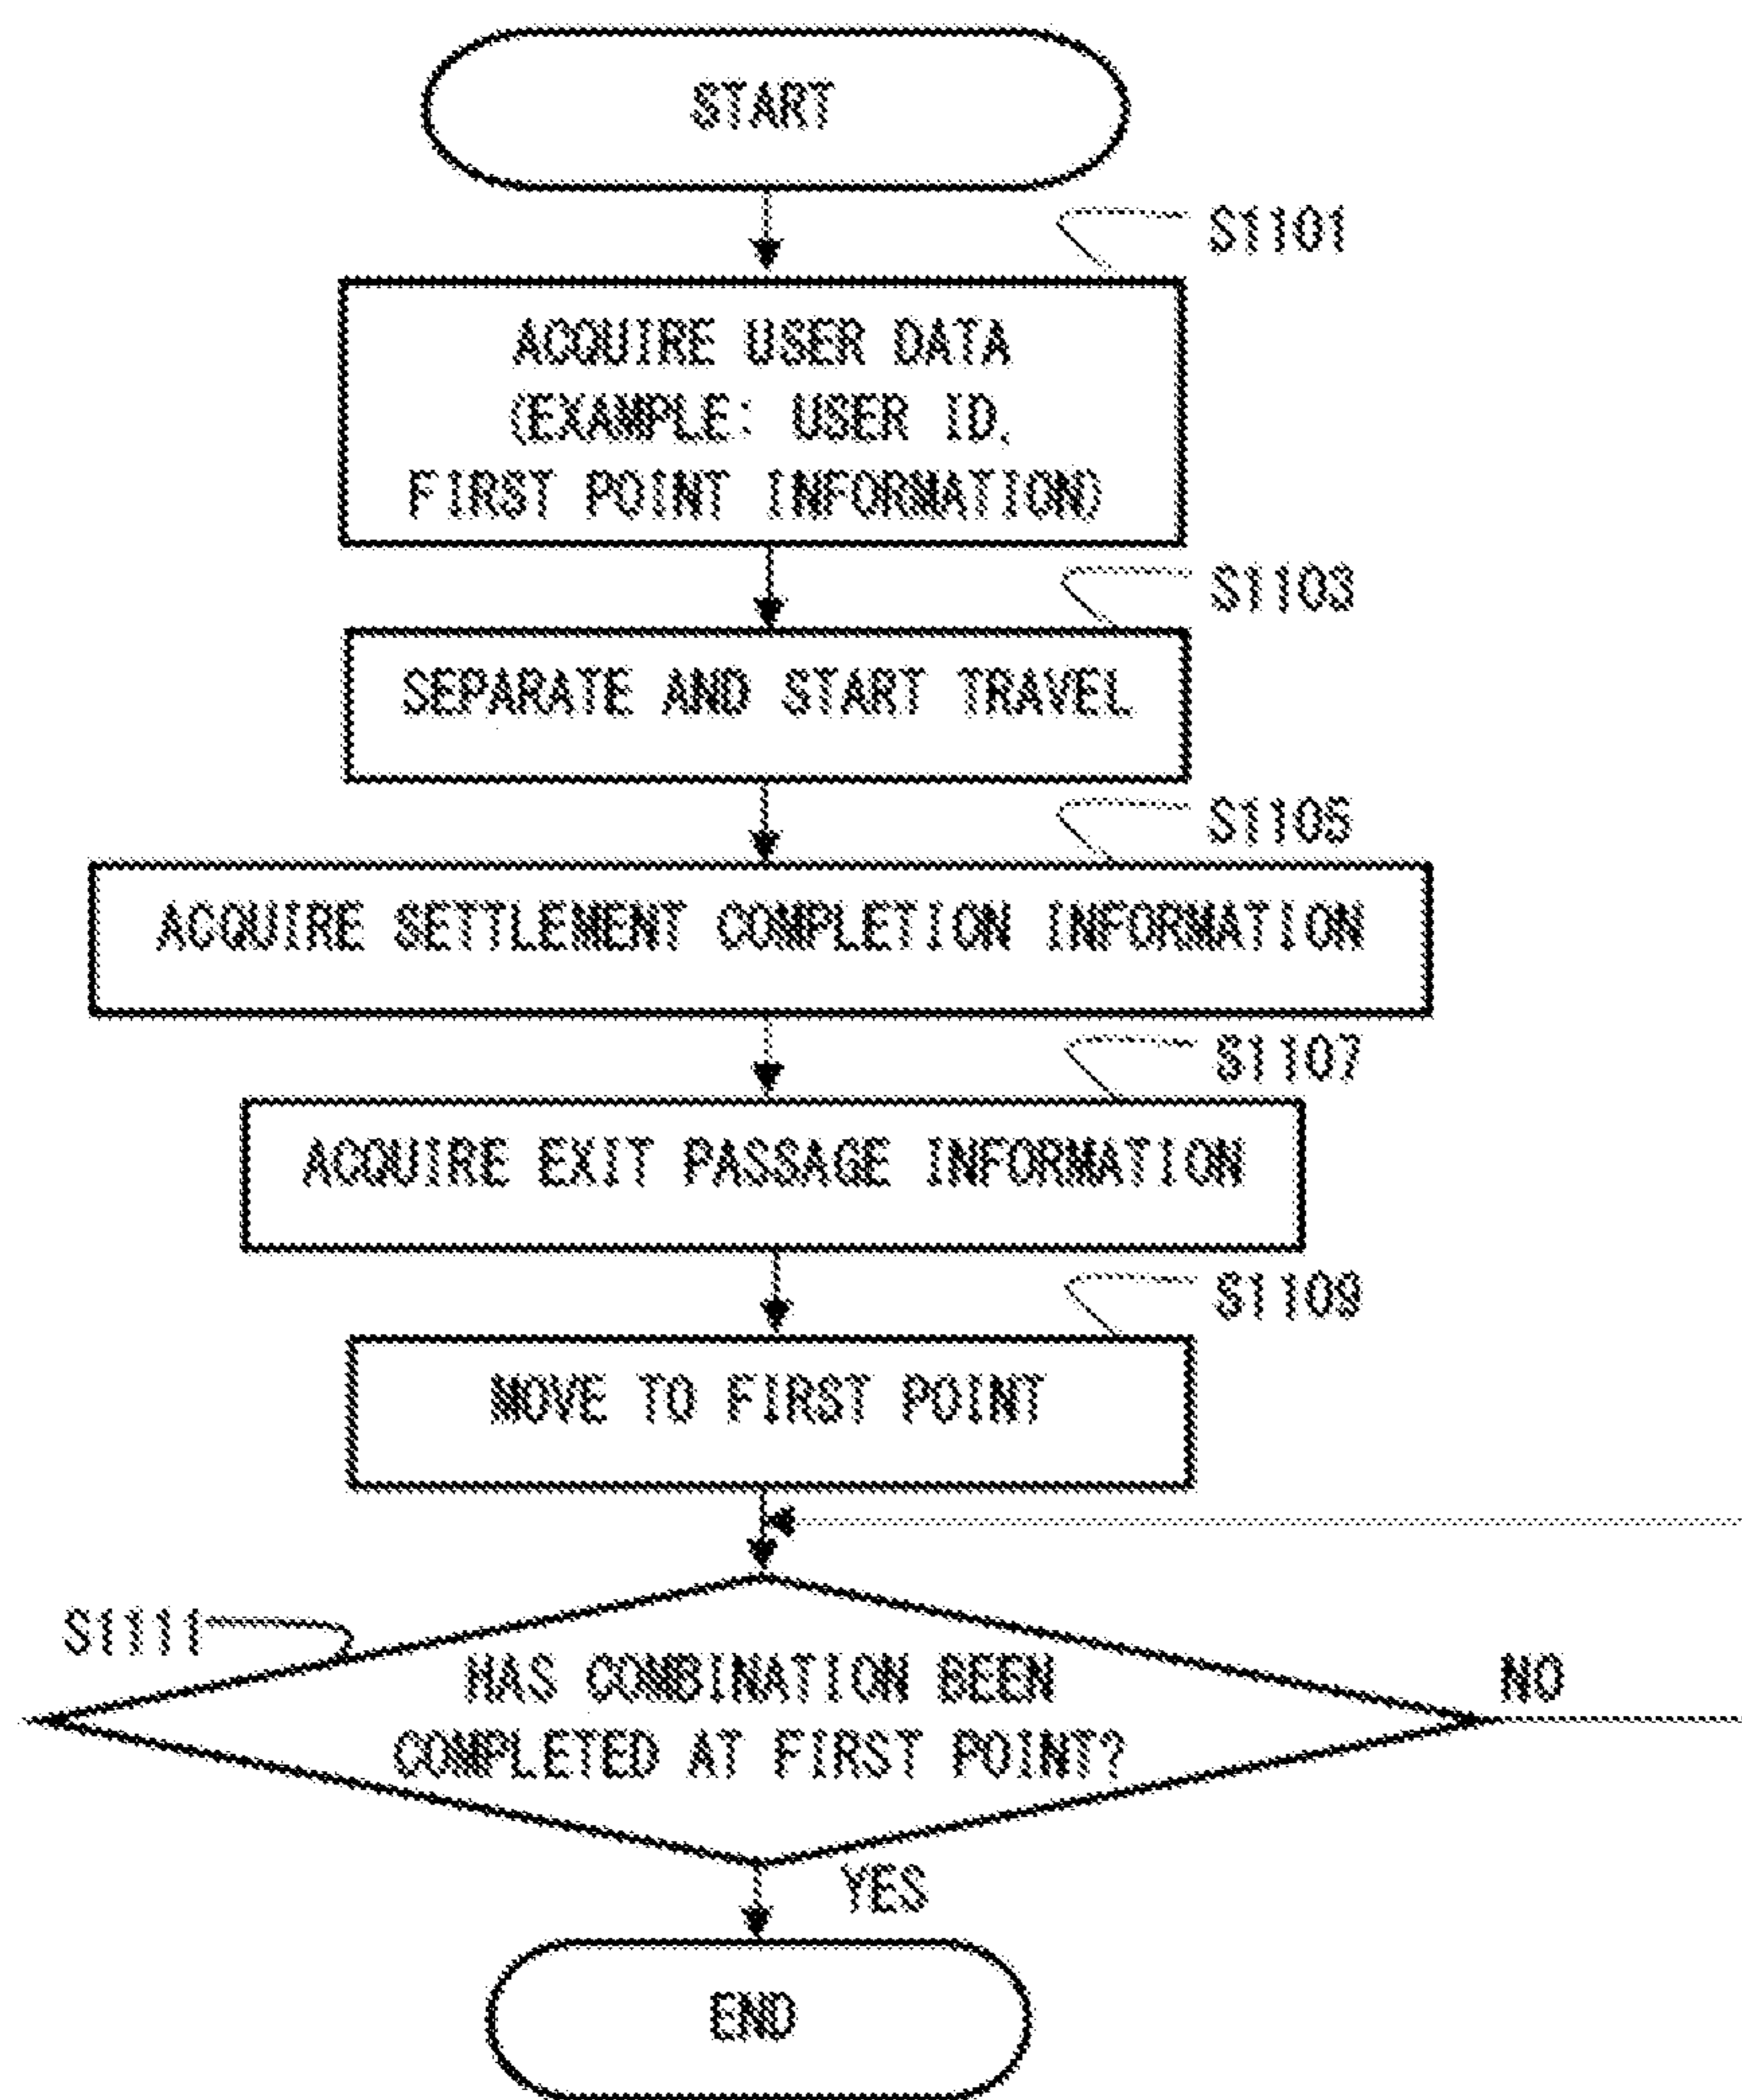 START
S1101
ACQUIRE USER DATA
(EXAMPLE: USER ID,
FIRST POINT INFORMATION)
S1103
SEPARATE AND START TRAVEL
S1105
ACQUIRE SETTLEMENT COMPLETION INFORMATION
S1107
ACQUIRE EXIT PASSAGE INFORMATION
S1109
MOVE TO FIRST POINT
S1111
HAS COMBINATION BEEN
COMPLETED AT FIRST POINT?
NO
YES
END